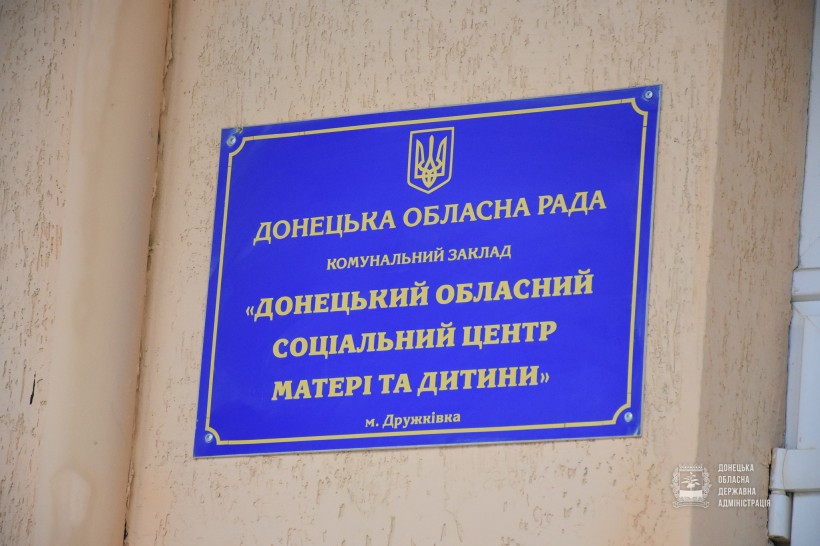 ДОНЕЦЬКА ОБЛАСНА РАДА
КОМУНАЛЬНИЙ ЗАКЛАД
«ДОНЕЦЬКИЙ ОБЛАСНИЙ
СОЦІАЛЬНИЙ ЦЕНТР
МАТЕРІ ТА ДИТИНИ»
м. Дружківка
ДОНЕЦЬКА
ОБЛАСНА
ДЕРЖАВНА
АДМІНІСТРАЦІЯ